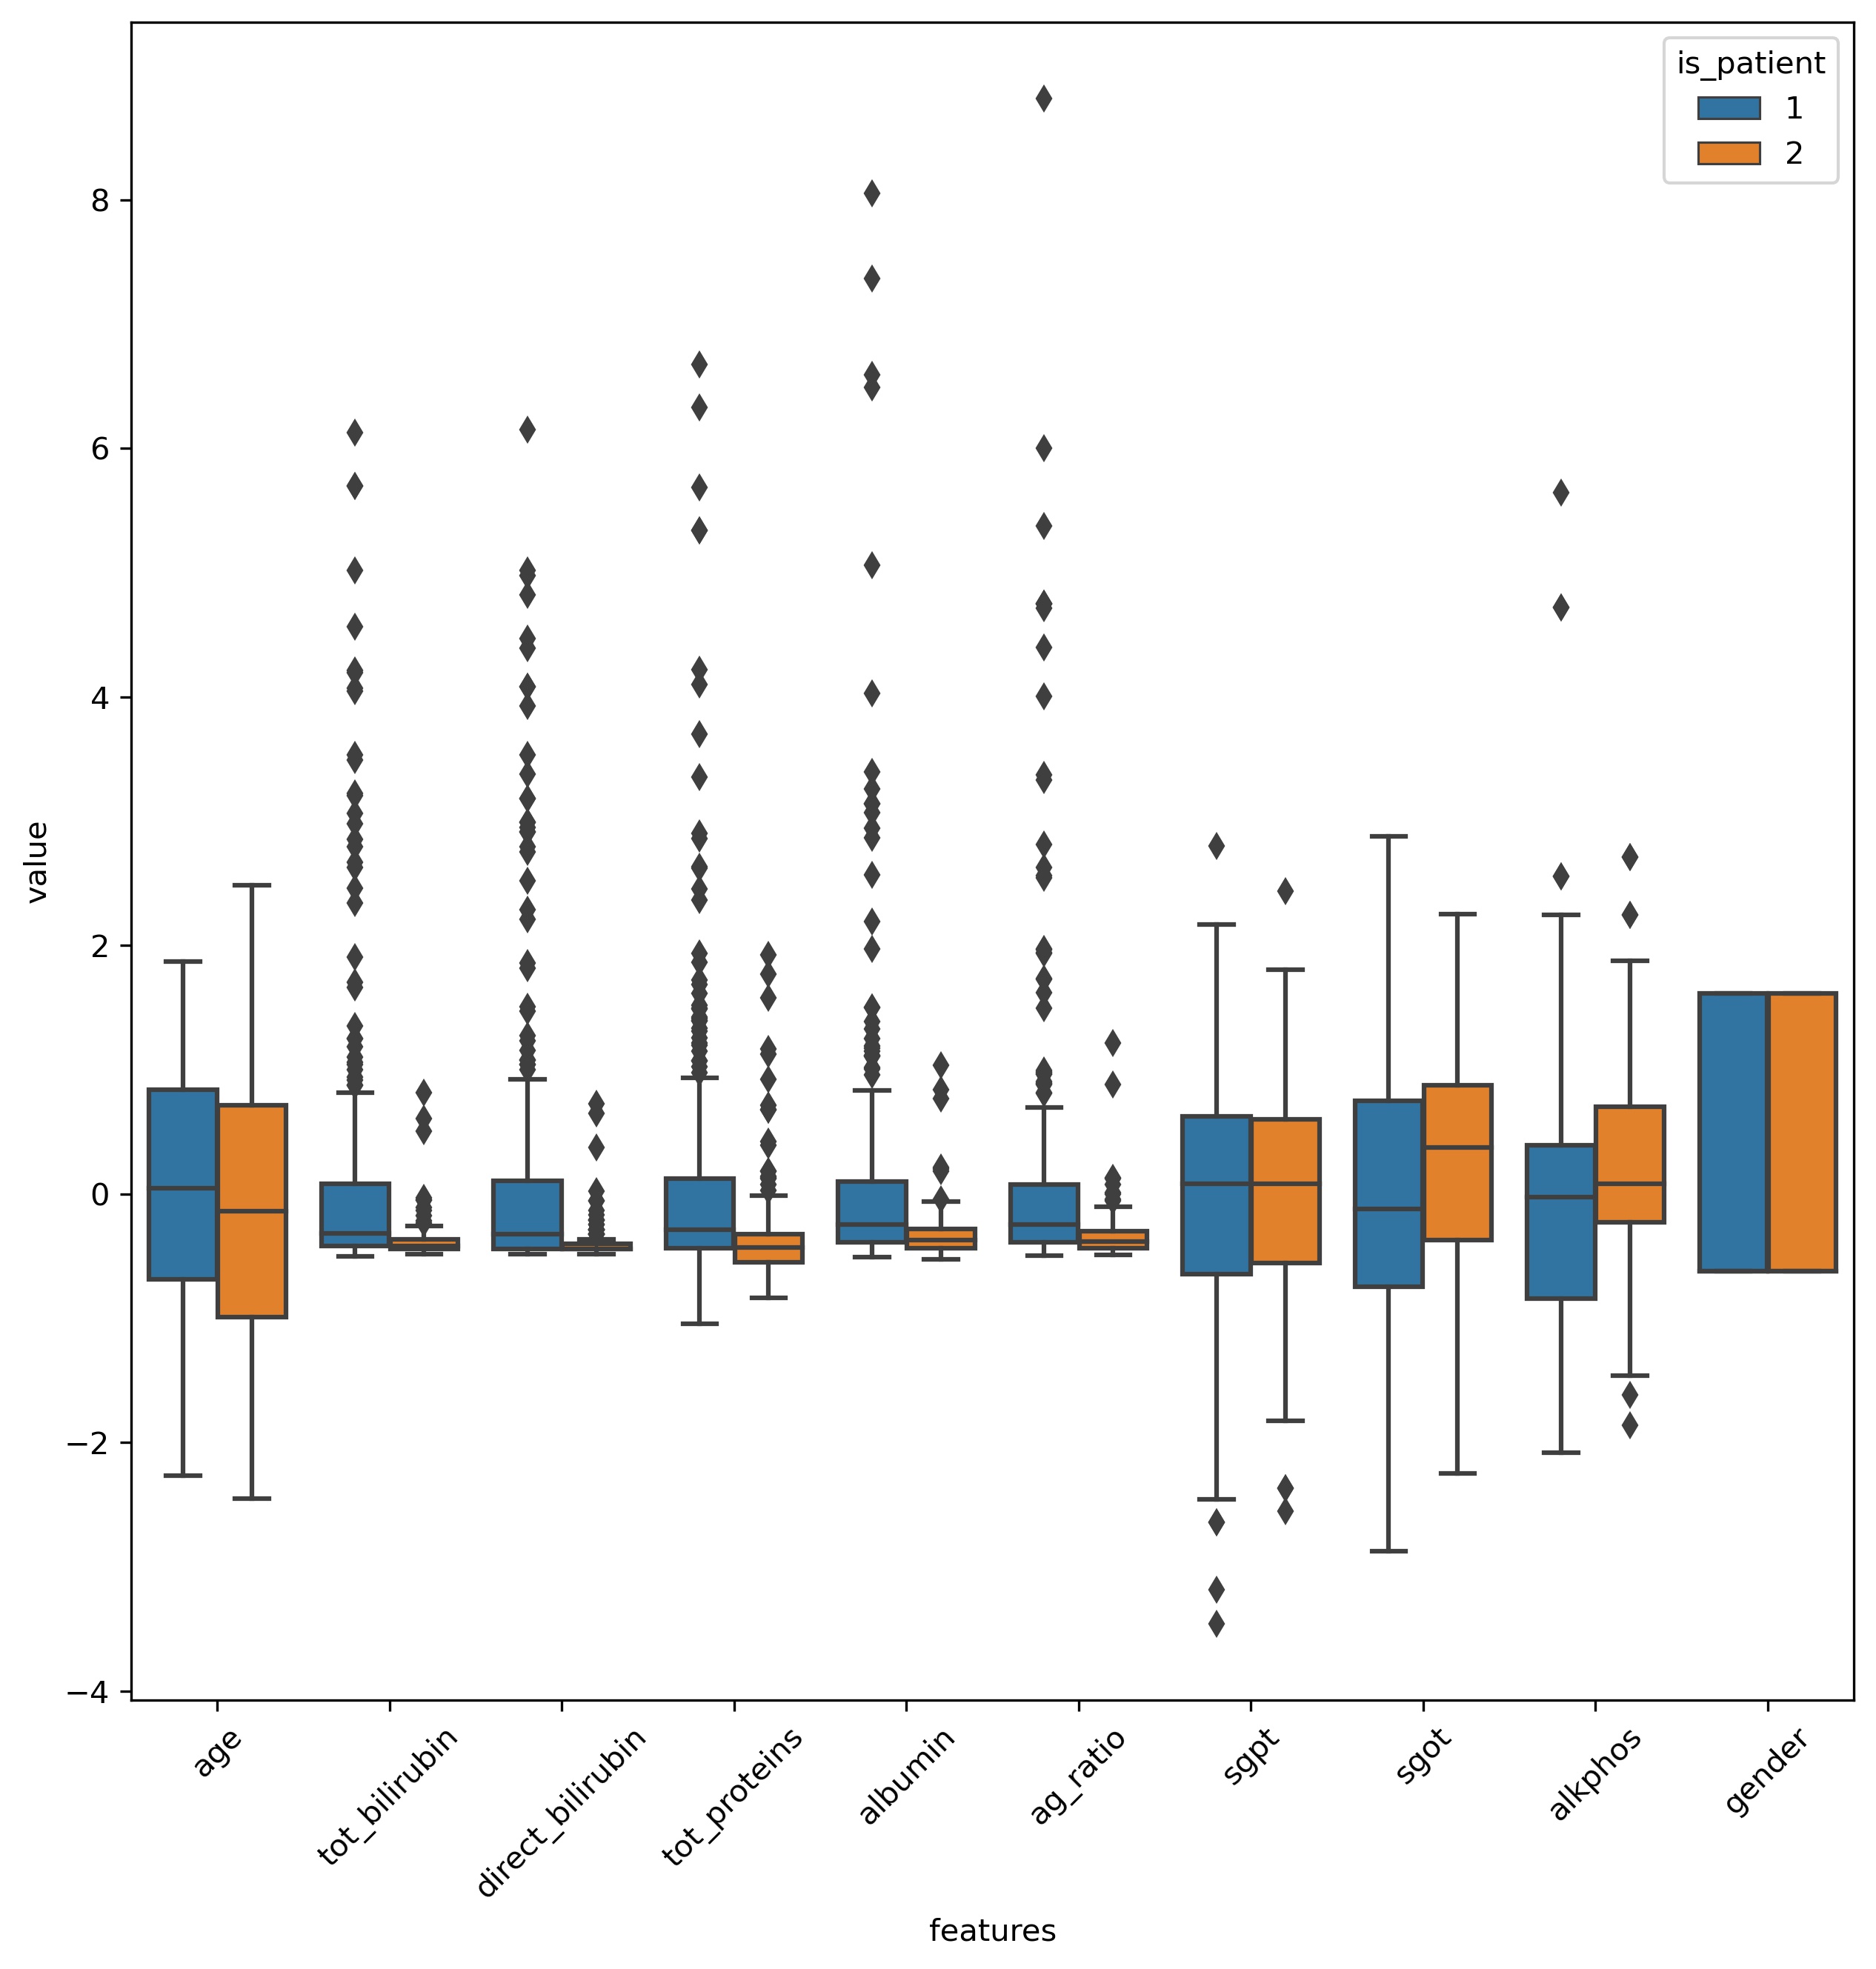 is_patient
1
2
8
6
4
2
0
−2
−4
value
age
tot_bilirubin
direct_bilirubin
tot_proteins
albumin
ag_ratio
sgpt
sgot
alkphos
gender
features